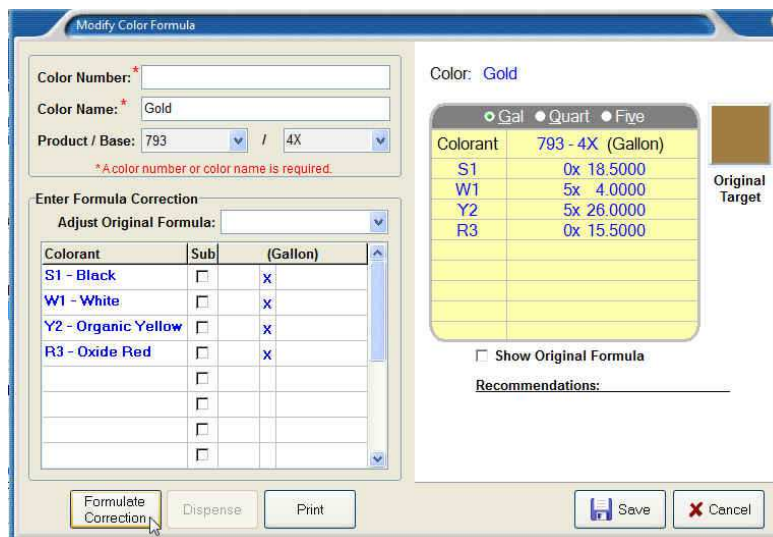 Modify Color Formula
Color Number:*
Color Name:* Gold
Product / Base: 793 / 4X
*A color number or color name is required.
Enter Formula Correction
Adjust Original Formula:
Colorant Sub (Gallon)
S1 - Black x
W1 - White x
Y2 - Organic Yellow x
R3 - Oxide Red x
Formulate Correction
Dispense
Print
Color: Gold
Gal Quart Five
Colorant 793 - 4X (Gallon)
S1 0x 18.5000
W1 5x 4.0000
Y2 5x 26.0000
R3 0x 15.5000
Original
Target
Show Original Formula
Recommendations:
Save
Cancel